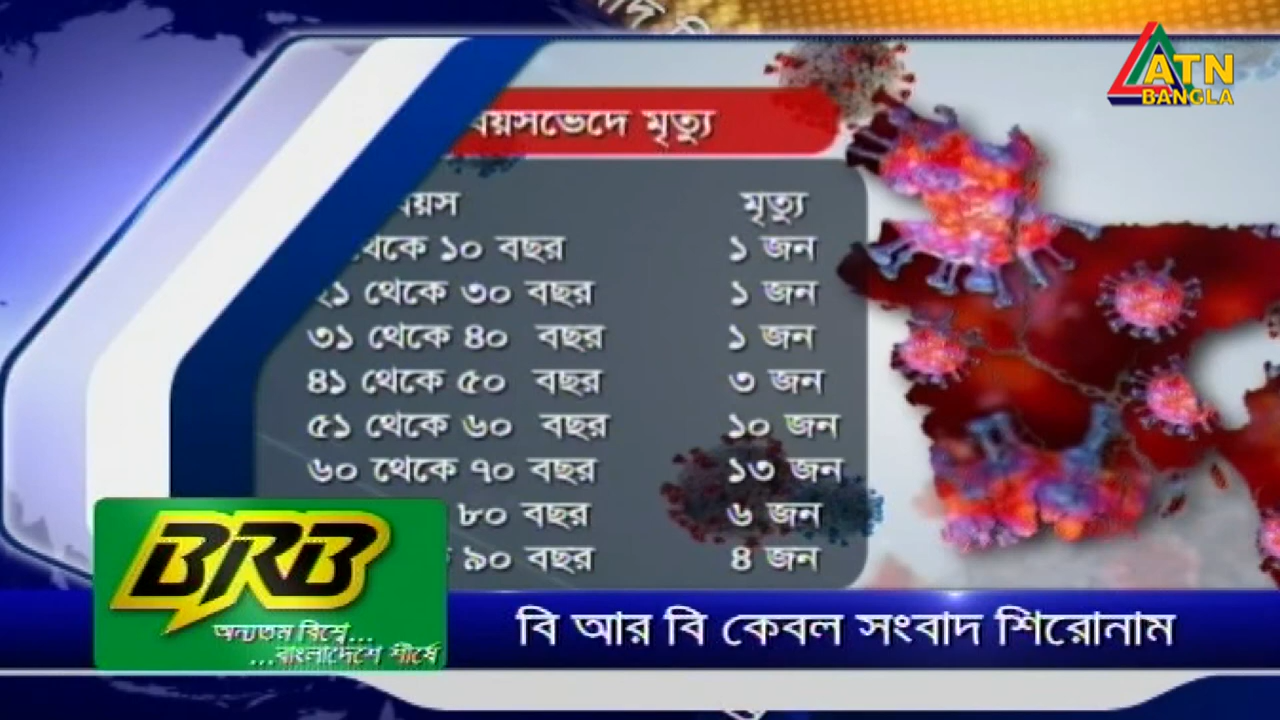 ATN
BANGLA
বয়সভেদে মৃত্যু
বয়স মৃত্যু
থেকে ১০ বছর ১ জন
২১ থেকে ৩০ বছর ১ জন
৩১ থেকে ৪০ বছর ১ জন
৪১ থেকে ৫০ বছর ৩ জন
৫১ থেকে ৬০ বছর ১০ জন
৬০ থেকে ৭০ বছর ১৩ জন
৮০ বছর ৬ জন
৯০ বছর ৪ জন
BRB
অন্যতম বিশ্বে...
...বাংলাদেশে শীর্ষে
বি আর বি কেবল সংবাদ শিরোনাম